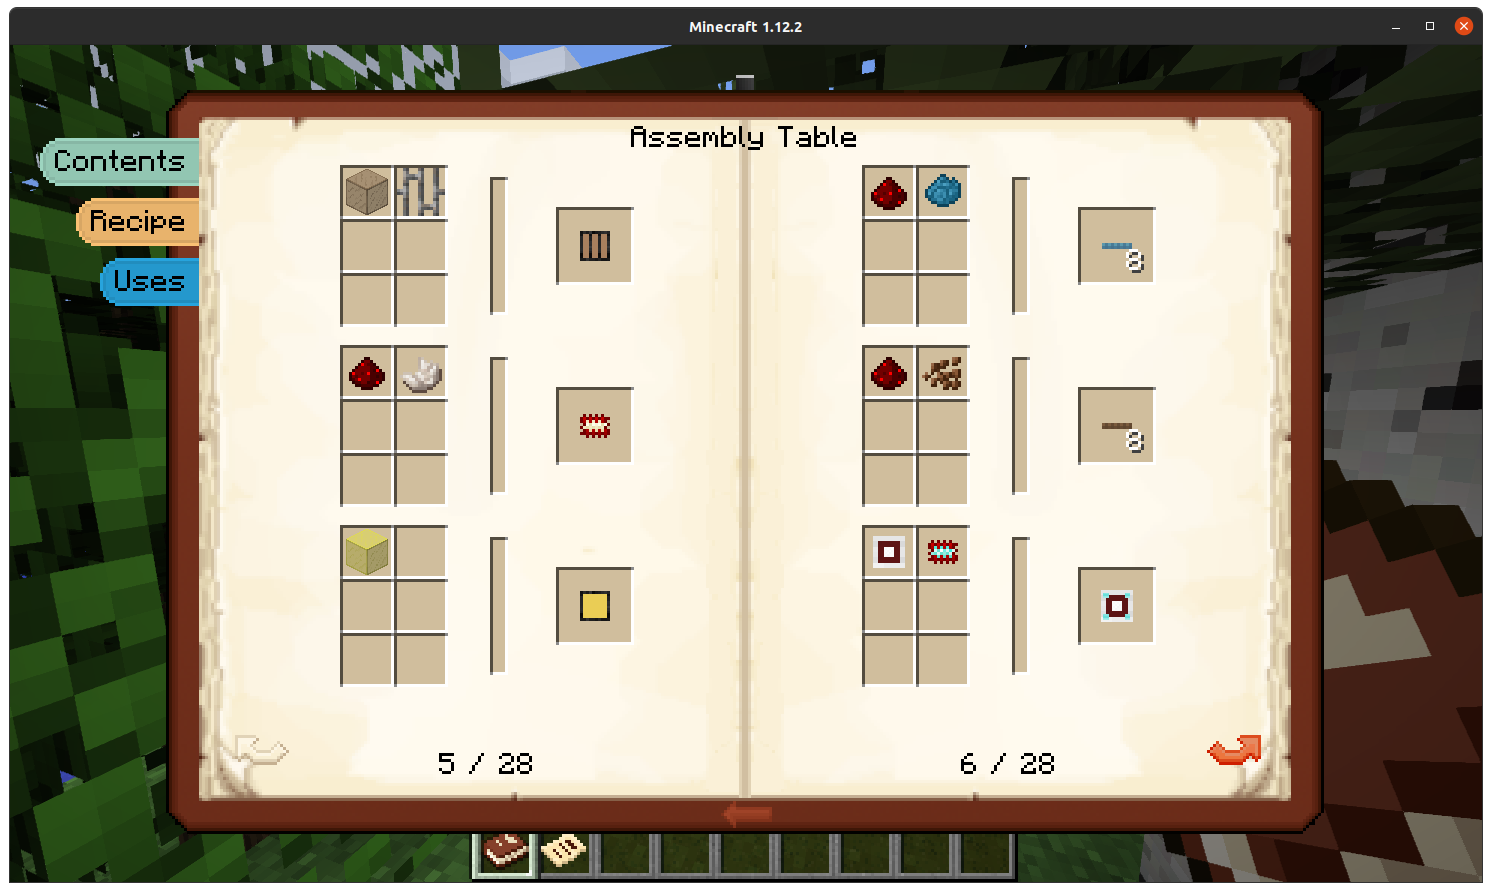 Minecraft 1.12.2
Assembly Table
Contents
Recipe
Uses
8
8
5 / 28
6 / 28